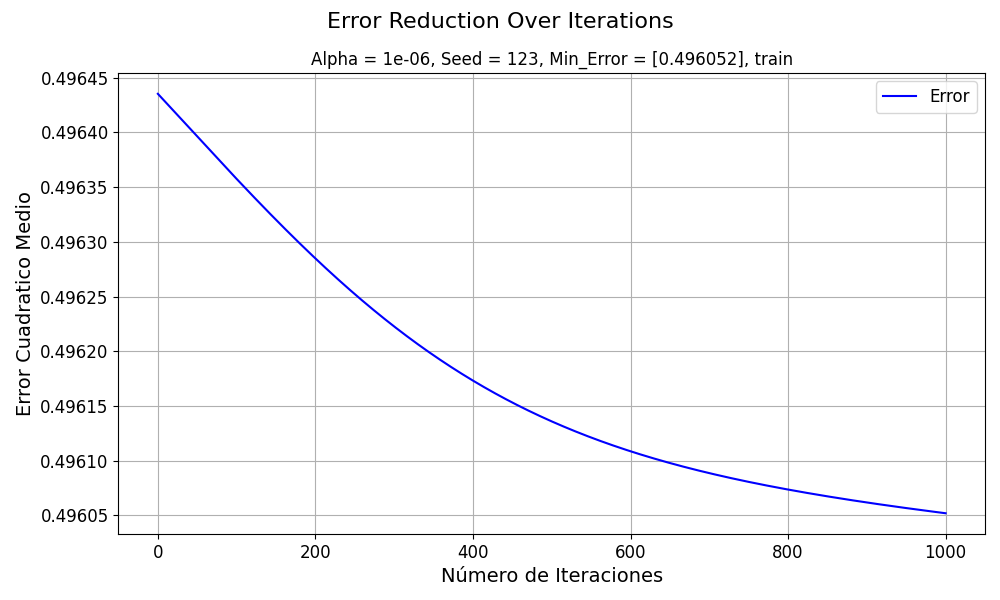 Error Reduction Over Iterations
Alpha = 1e-06, Seed = 123, Min_Error = [0.496052], train
Error
Error Cuadratico Medio
0.49645
0.49640
0.49635
0.49630
0.49625
0.49620
0.49615
0.49610
0.49605
0 200 400 600 800 1000
Número de Iteraciones